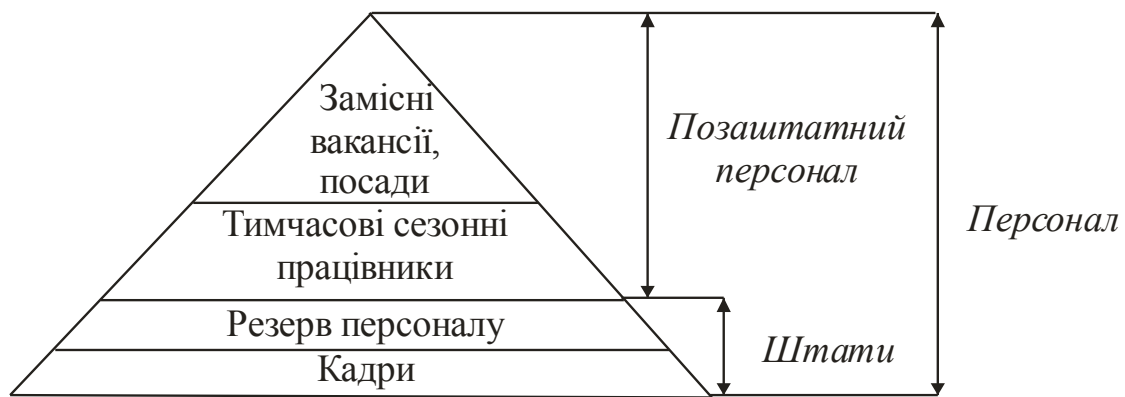 Замісні
вакансії,
посади
Тимчасові сезонні
працівники
Резерв персоналу
Кадри
Позаштатний
персонал
Персонал
Штати